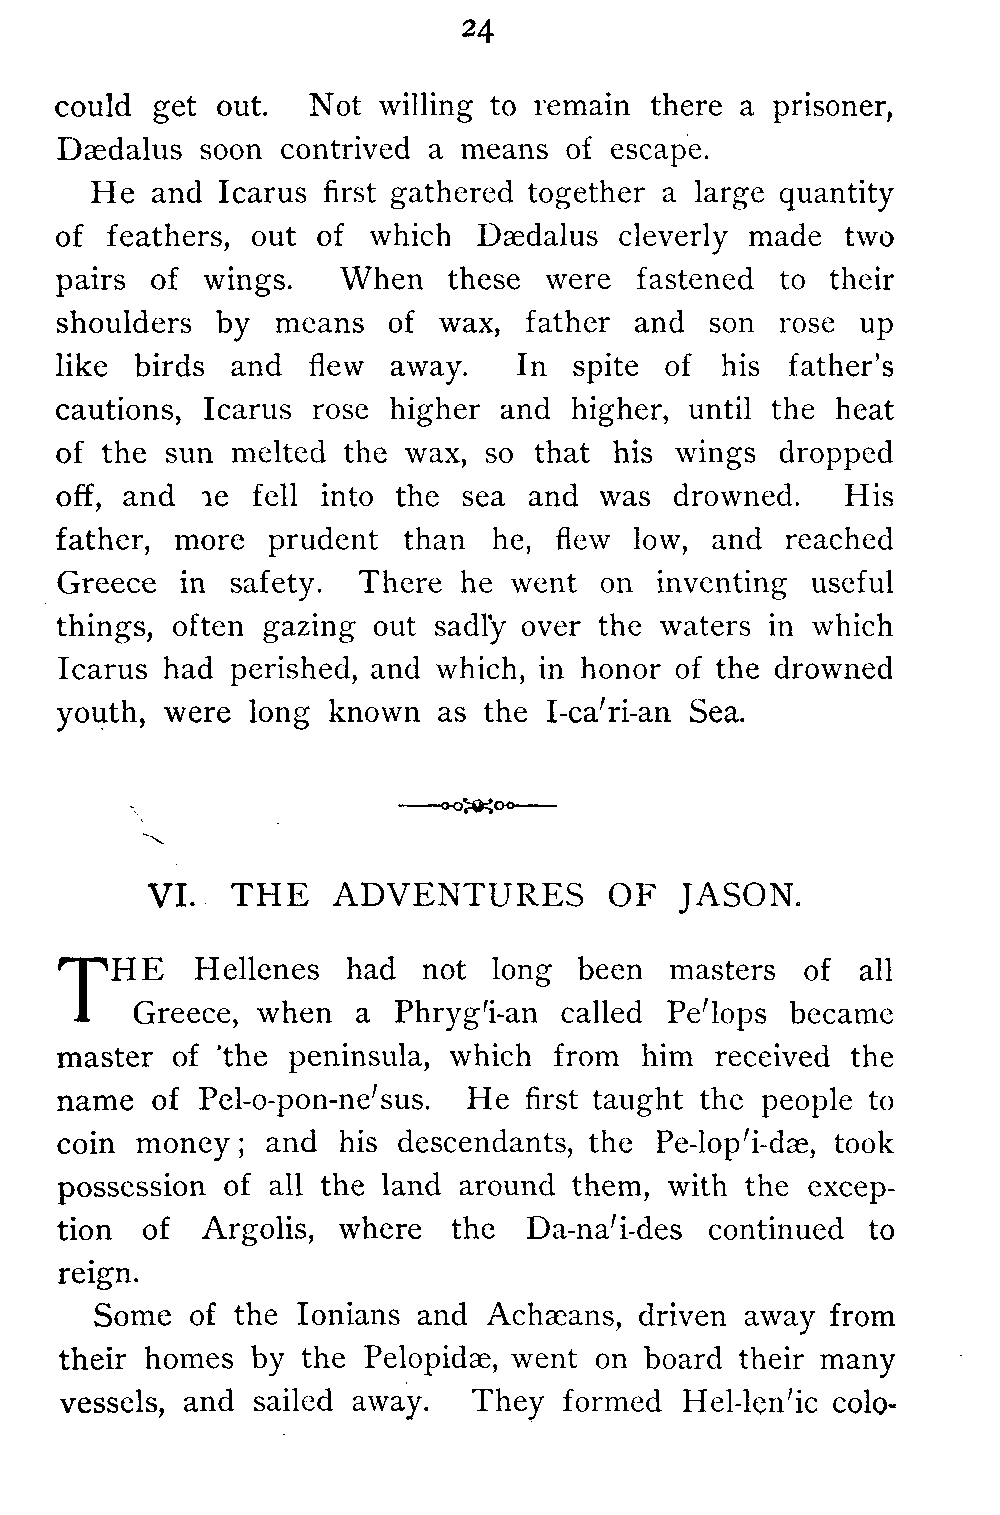 24
could get out. Not willing to remain there a prisoner,
Dædalus soon contrived a means of escape.
He and Icarus first gathered together a large quantity
of feathers, out of which Dædalus cleverly made two
pairs of wings. When these were fastened to their
shoulders by means of wax, father and son rose up
like birds and flew away. In spite of his father's
cautions, Icarus rose higher and higher, until the heat
of the sun melted the wax, so that his wings dropped
off, and he fell into the sea and was drowned. His
father, more prudent than he, flew low, and reached
Greece in safety. There he went on inventing useful
things, often gazing out sadly over the waters in which
Icarus had perished, and which, in honor of the drowned
youth, were long known as the I-ca′ri-an Sea.
VI. THE ADVENTURES OF JASON.
THE Hellenes had not long been masters of all
Greece, when a Phryg′i-an called Pe′lops became
master of the peninsula, which from him received the
name of Pel-o-pon-ne′sus. He first taught the people to
coin money; and his descendants, the Pe-lop′i-dæ, took
possession of all the land around them, with the excep-
tion of Argolis, where the Da-na′i-des continued to
reign.
Some of the Ionians and Achæans, driven away from
their homes by the Pelopidæ, went on board their many
vessels, and sailed away. They formed Hel-len′ic colo-